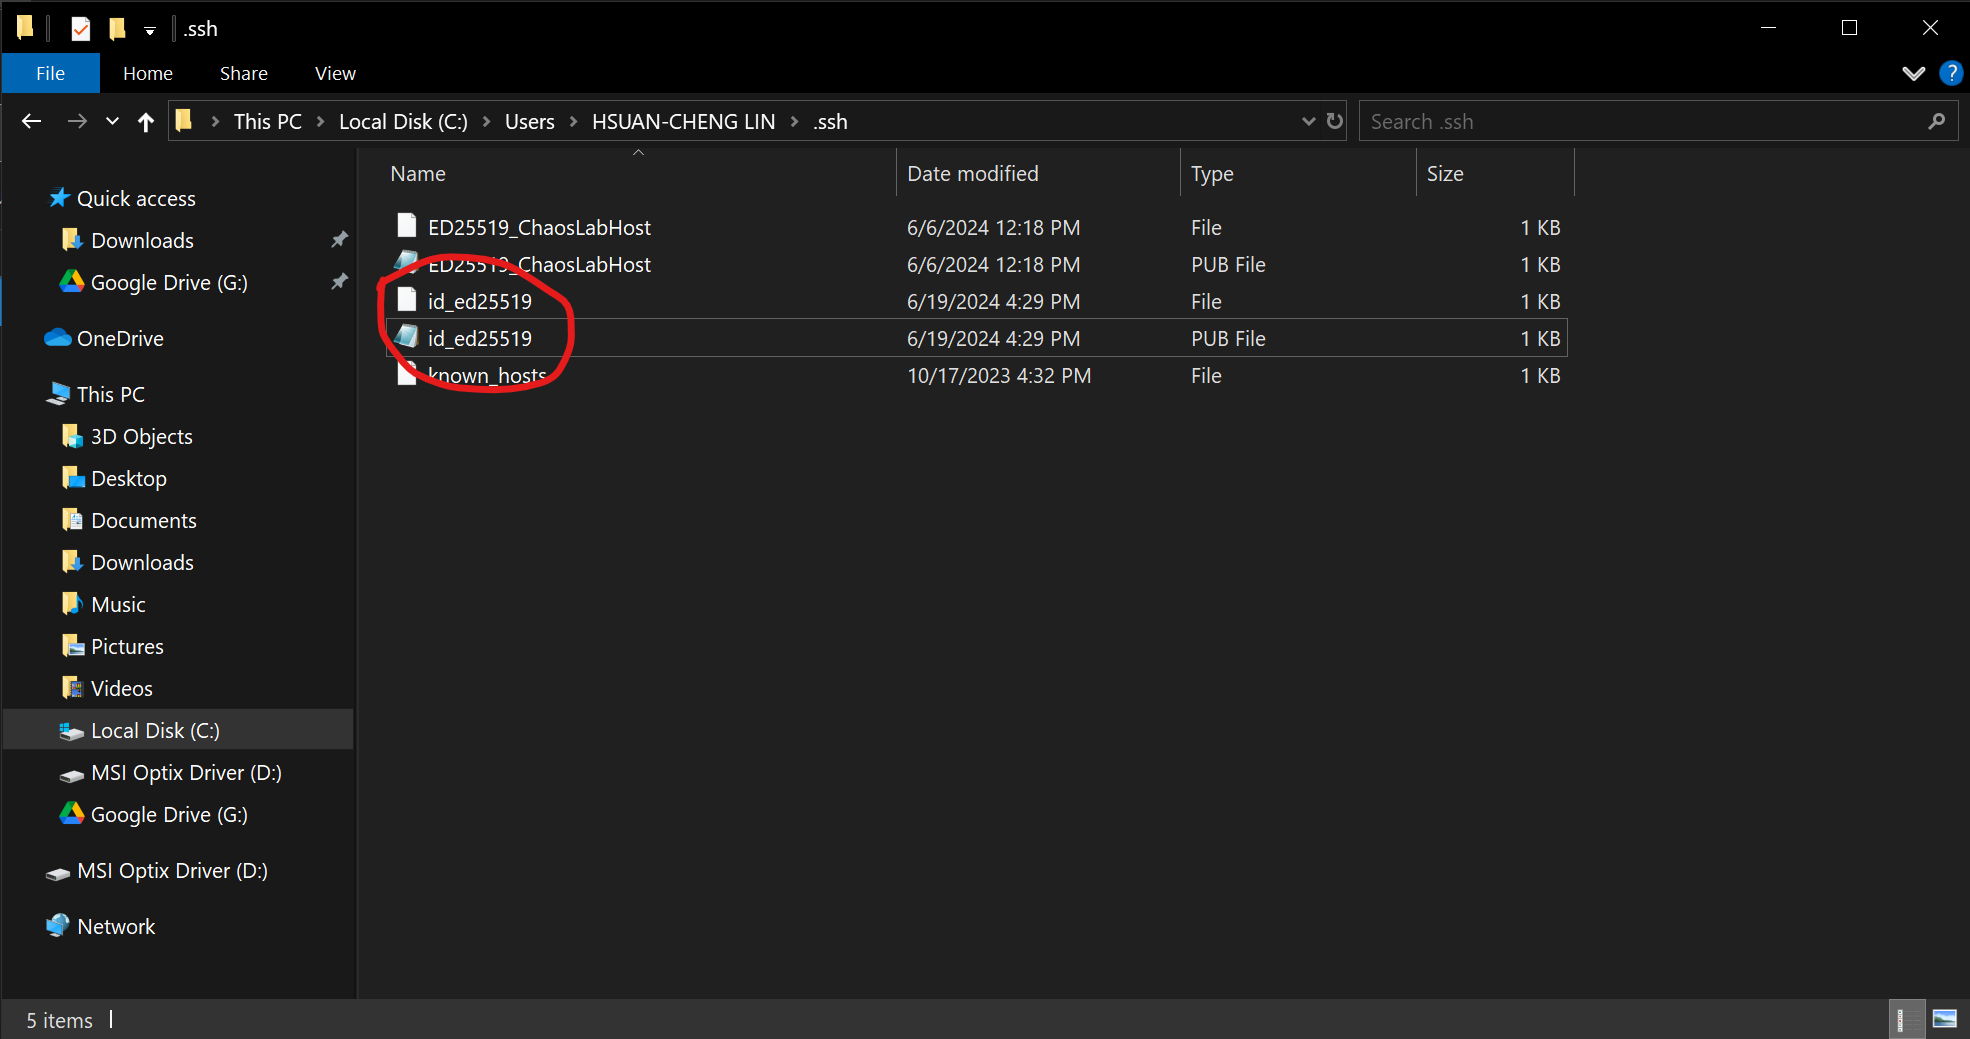 .ssh
File Home Share View
This PC Local Disk (C:) Users HSUAN-CHENG LIN .ssh Search .ssh
Name Date modified Type Size
Quick access
Downloads
Google Drive (G:)
OneDrive
This PC
3D Objects
Desktop
Documents
Downloads
Music
Pictures
Videos
Local Disk (C:)
MSI Optix Driver (D:)
Google Drive (G:)
MSI Optix Driver (D:)
Network
ED25519_ChaosLabHost 6/6/2024 12:18 PM File 1 KB
ED25519_ChaosLabHost 6/6/2024 12:18 PM PUB File 1 KB
id_ed25519 6/19/2024 4:29 PM File 1 KB
id_ed25519 6/19/2024 4:29 PM PUB File 1 KB
known_hosts 10/17/2023 4:32 PM File 1 KB
5 items